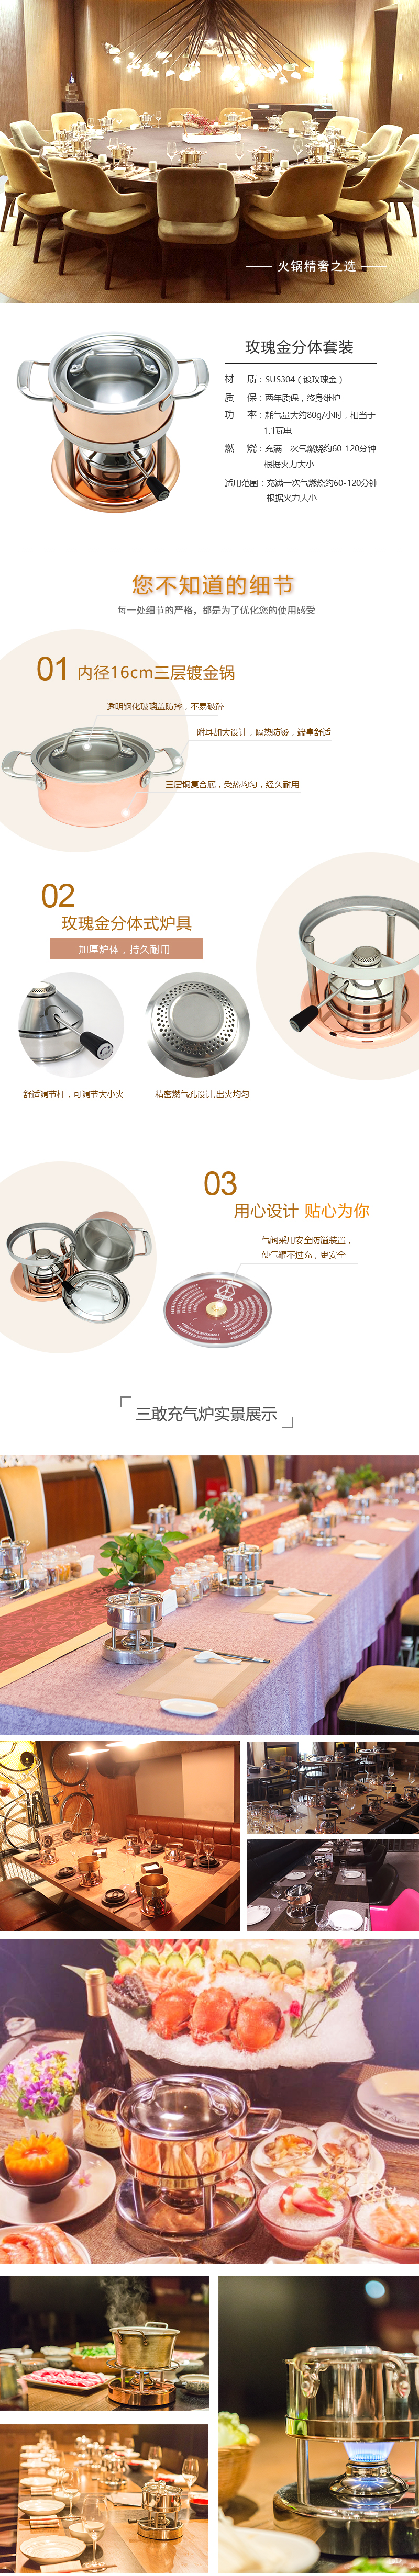 火锅精奢之选
玫瑰金分体套装
材 质：SUS304（镀玫瑰金）
质 保：两年质保，终身维护
功 率：耗气量大约80g/小时，相当于
1.1瓦电
燃 烧：充满一次气燃烧约60-120分钟
根据火力大小
适用范围：充满一次气燃烧约60-120分钟
根据火力大小
您不知道的细节
每一处细节的严格，都是为了优化您的使用感受
01 内径16cm三层镀金锅
透明钢化玻璃盖防摔，不易破碎
附耳加大设计，隔热防烫，端拿舒适
三层铜复合底，受热均匀，经久耐用
02
玫瑰金分体式炉具
加厚炉体，持久耐用
舒适调节杆，可调节大小火
精密燃气孔设计,出火均匀
03
用心设计 贴心为你
气阀采用安全防溢装置，
使气罐不过充，更安全
三敢充气炉实景展示